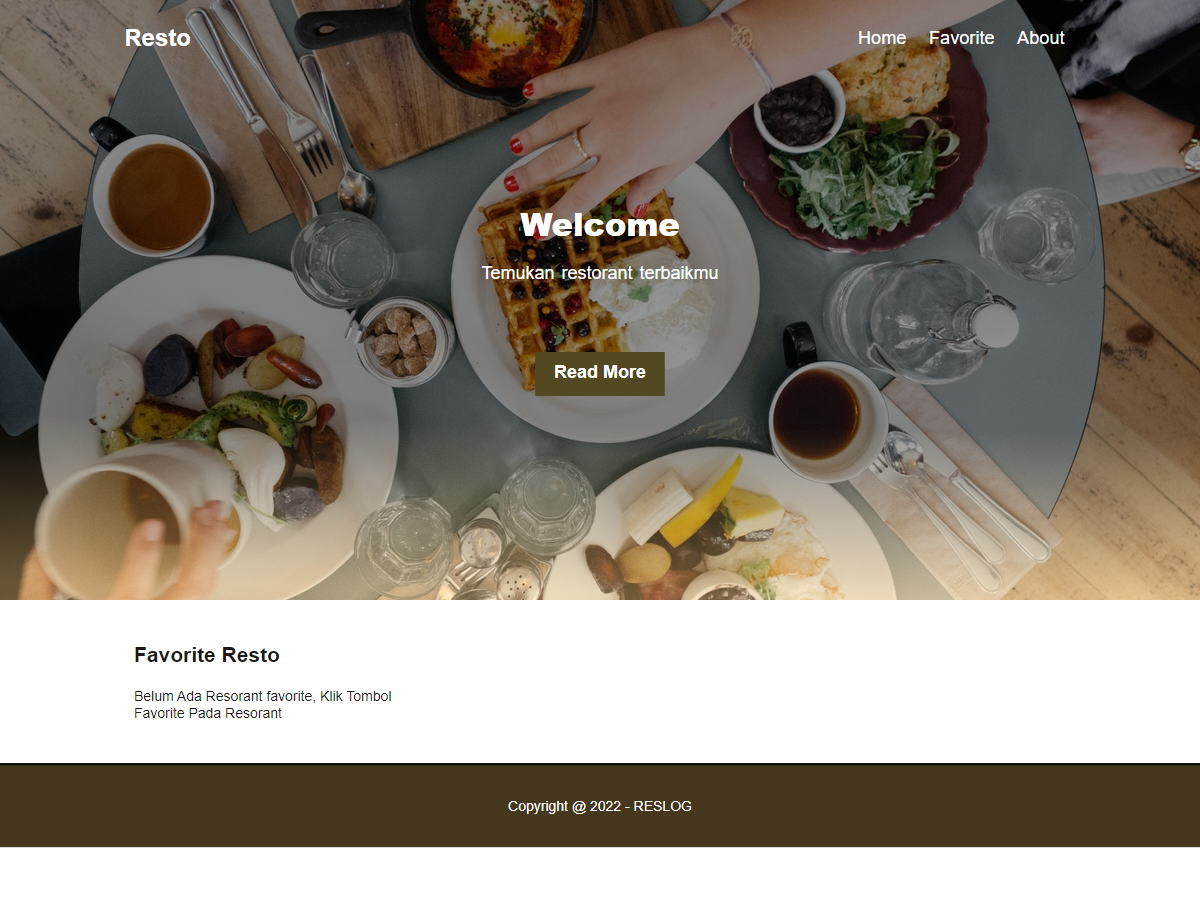 Resto
Home Favorite About
Welcome
Temukan restorant terbaikmu
Read More
Favorite Resto
Belum Ada Resorant favorite, Klik Tombol
Favorite Pada Resorant
Copyright @ 2022 - RESLOG